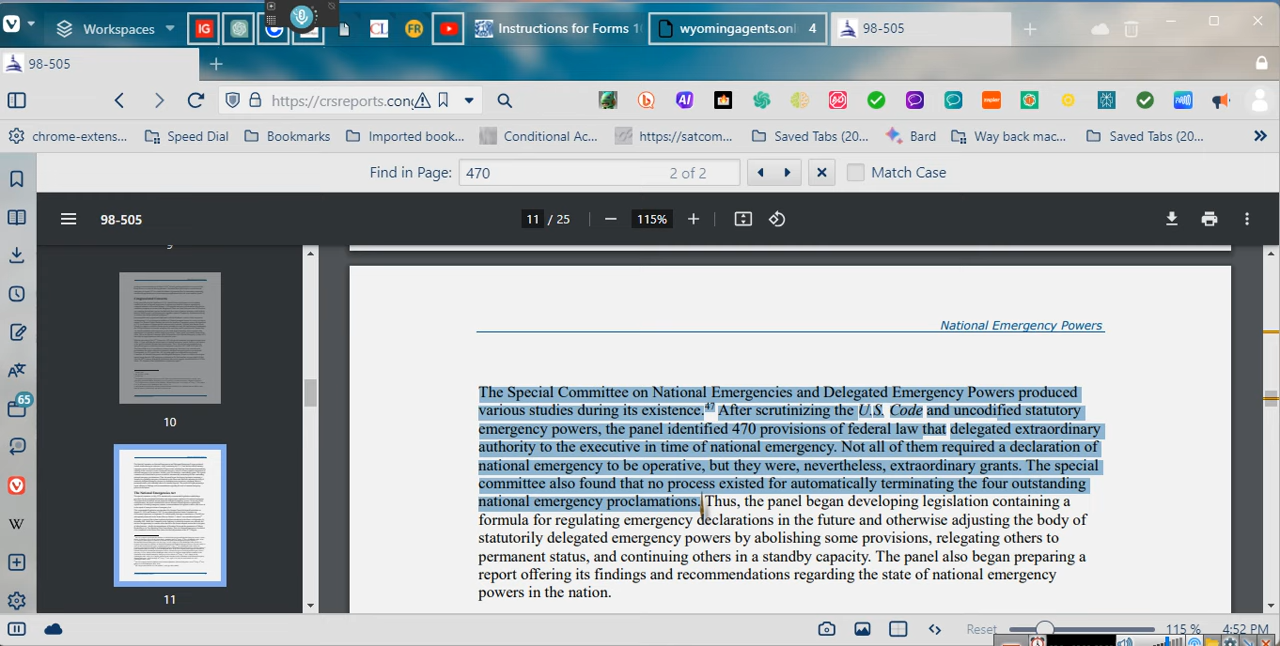 Workspaces
IG
CL
FR
Instructions for Forms 1
wyomingagents.onl
4
98-505
98-505
https://crsreports.con
chrome-extens...
Speed Dial
Bookmarks
Imported book...
Conditional Ac...
https://satcom...
Saved Tabs (20...
Bard
Way back mac...
Saved Tabs (20...
Find in Page:
470
2 of 2
Match Case
98-505
11 / 25
115%
9
10
11
65
W
National Emergency Powers
The Special Committee on National Emergencies and Delegated Emergency Powers produced
various studies during its existence.47 After scrutinizing the U.S. Code and uncodified statutory
emergency powers, the panel identified 470 provisions of federal law that delegated extraordinary
authority to the executive in time of national emergency. Not all of them required a declaration of
national emergency to be operative, but they were, nevertheless, extraordinary grants. The special
committee also found that no process existed for automatically terminating the four outstanding
national emergency proclamations. Thus, the panel began developing legislation containing a
formula for regulating emergency declarations in the future and otherwise adjusting the body of
statutorily delegated emergency powers by abolishing some provisions, relegating others to
permanent status, and continuing others in a standby capacity. The panel also began preparing a
report offering its findings and recommendations regarding the state of national emergency
powers in the nation.
Reset
115 %
4:52 PM